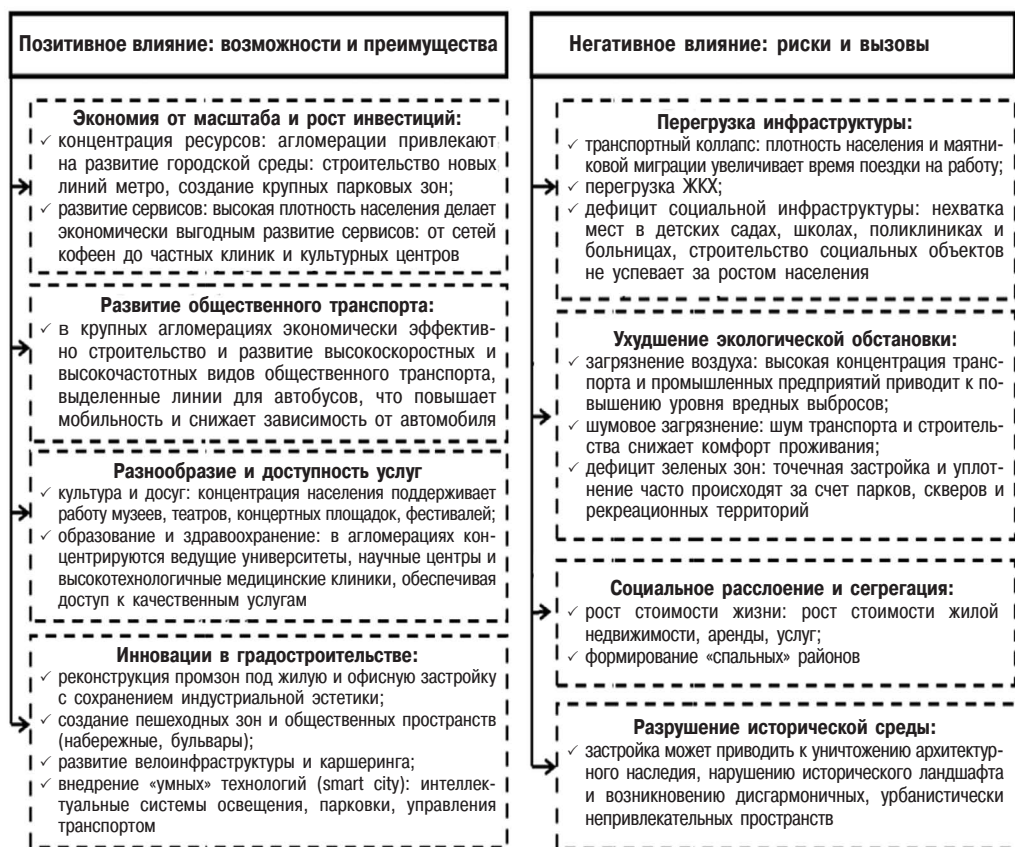 Позитивное влияние: возможности и преимущества
Экономия от масштаба и рост инвестиций:
✓ концентрация ресурсов: агломерации привлекают
на развитие городской среды: строительство новых
линий метро, создание крупных парковых зон;
✓ развитие сервисов: высокая плотность населения делает
экономически выгодным развитие сервисов: от сетей
кофеен до частных клиник и культурных центров
Развитие общественного транспорта:
✓ в крупных агломерациях экономически эффектив-
но строительство и развитие высокоскоростных и
высокочастотных видов общественного транспорта,
выделенные линии для автобусов, что повышает
мобильность и снижает зависимость от автомобиля
Разнообразие и доступность услуг
✓ культура и досуг: концентрация населения поддерживает
работу музеев, театров, концертных площадок, фестивалей;
✓ образование и здравоохранение: в агломерациях кон-
центрируются ведущие университеты, научные центры и
высокотехнологичные медицинские клиники, обеспечивая
доступ к качественным услугам
Инновации в градостроительстве:
✓ реконструкция промзон под жилую и офисную застройку
с сохранением индустриальной эстетики;
✓ создание пешеходных зон и общественных пространств
(набережные, бульвары);
✓ развитие велоинфраструктуры и каршеринга;
✓ внедрение «умных» технологий (smart city): интеллек-
туальные системы освещения, парковки, управления
транспортом
Негативное влияние: риски и вызовы
Перегрузка инфраструктуры:
✓ транспортный коллапс: плотность населения и маятни-
ковой миграции увеличивает время поездки на работу;
✓ перегрузка ЖКХ;
✓ дефицит социальной инфраструктуры: нехватка
мест в детских садах, школах, поликлиниках и
больницах, строительство социальных объектов
не успевает за ростом населения
Ухудшение экологической обстановки:
✓ загрязнение воздуха: высокая концентрация транс-
порта и промышленных предприятий приводит к по-
вышению уровня вредных выбросов;
✓ шумовое загрязнение: шум транспорта и строитель-
ства снижает комфорт проживания;
✓ дефицит зеленых зон: точечная застройка и уплот-
нение часто происходят за счет парков, скверов и
рекреационных территорий
Социальное расслоение и сегрегация:
✓ рост стоимости жизни: рост стоимости жилой
недвижимости, аренды, услуг;
✓ формирование «спальных» районов
Разрушение исторической среды:
✓ застройка может приводить к уничтожению архитектур-
ного наследия, нарушению исторического ландшафта
и возникновению дисгармоничных, урбанистически
непривлекательных пространств